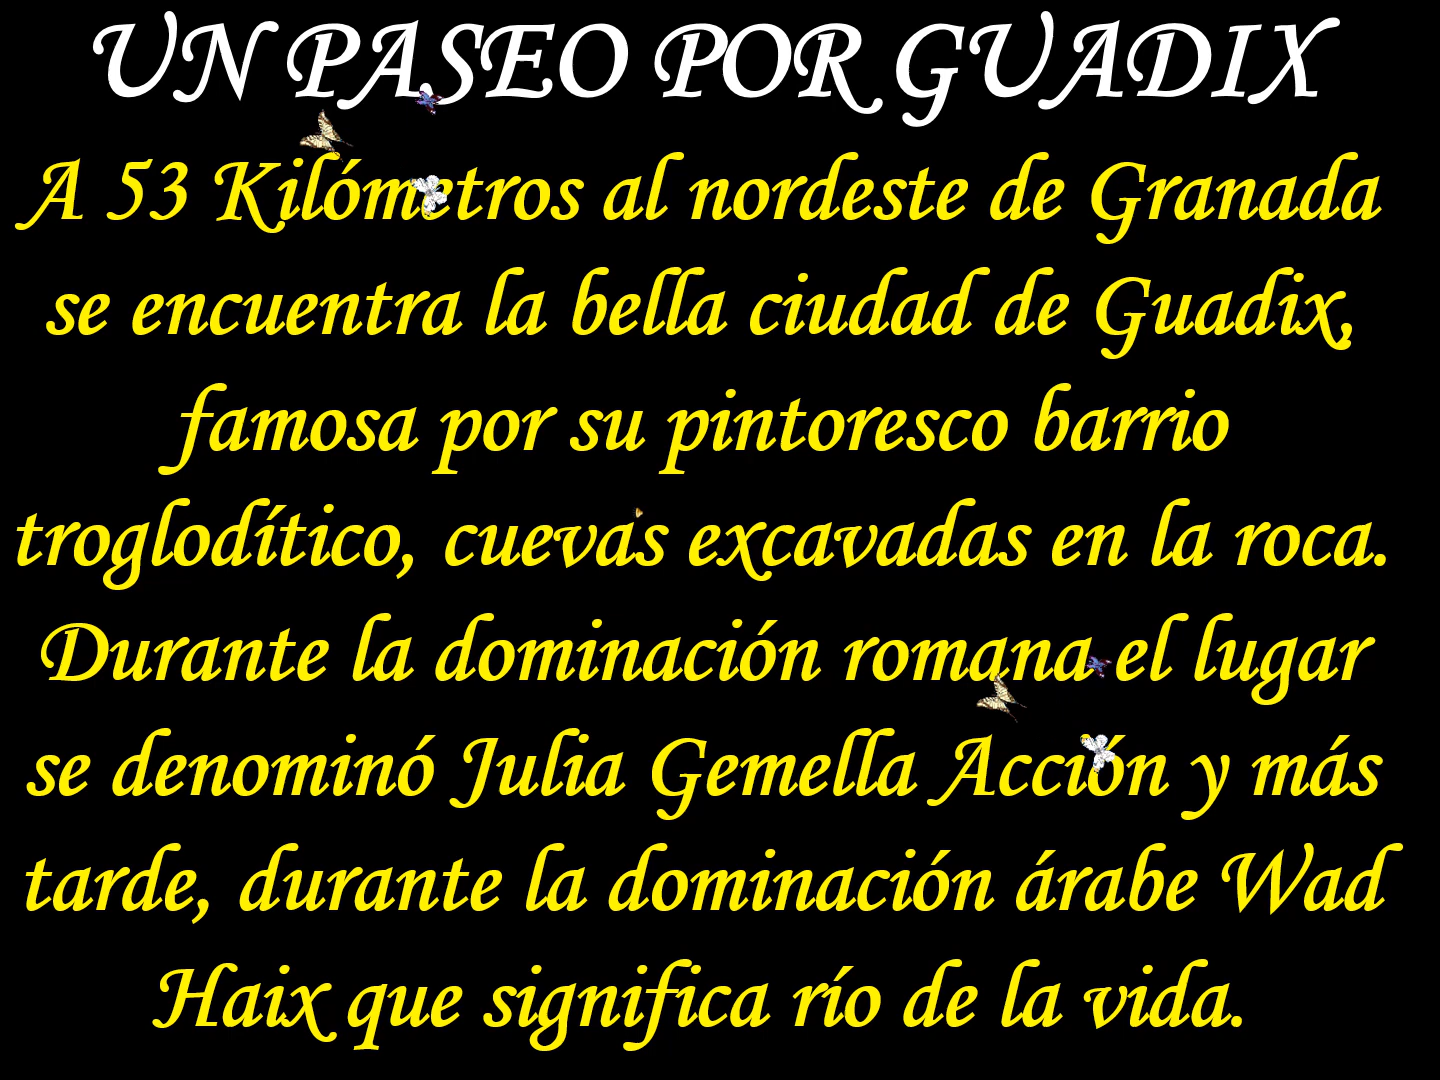 UN PASEO POR GUADIX
A 53 Kilómetros al nordeste de Granada
se encuentra la bella ciudad de Guadix,
famosa por su pintoresco barrio
troglodítico, cuevas excavadas en la roca.
Durante la dominación romana el lugar
se denominó Julia Gemella Acción y más
tarde, durante la dominación árabe Wad
Haix que significa río de la vida.